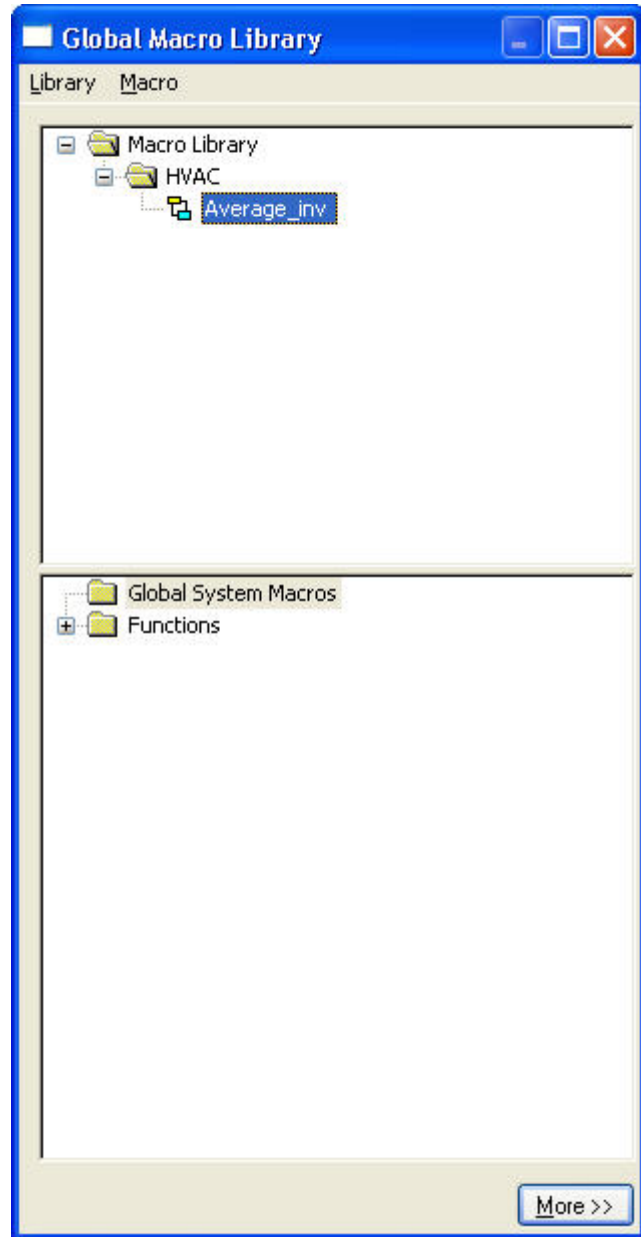 Global Macro Library
Library Macro
Macro Library
HVAC
Average_inv
Global System Macros
Functions
More >>